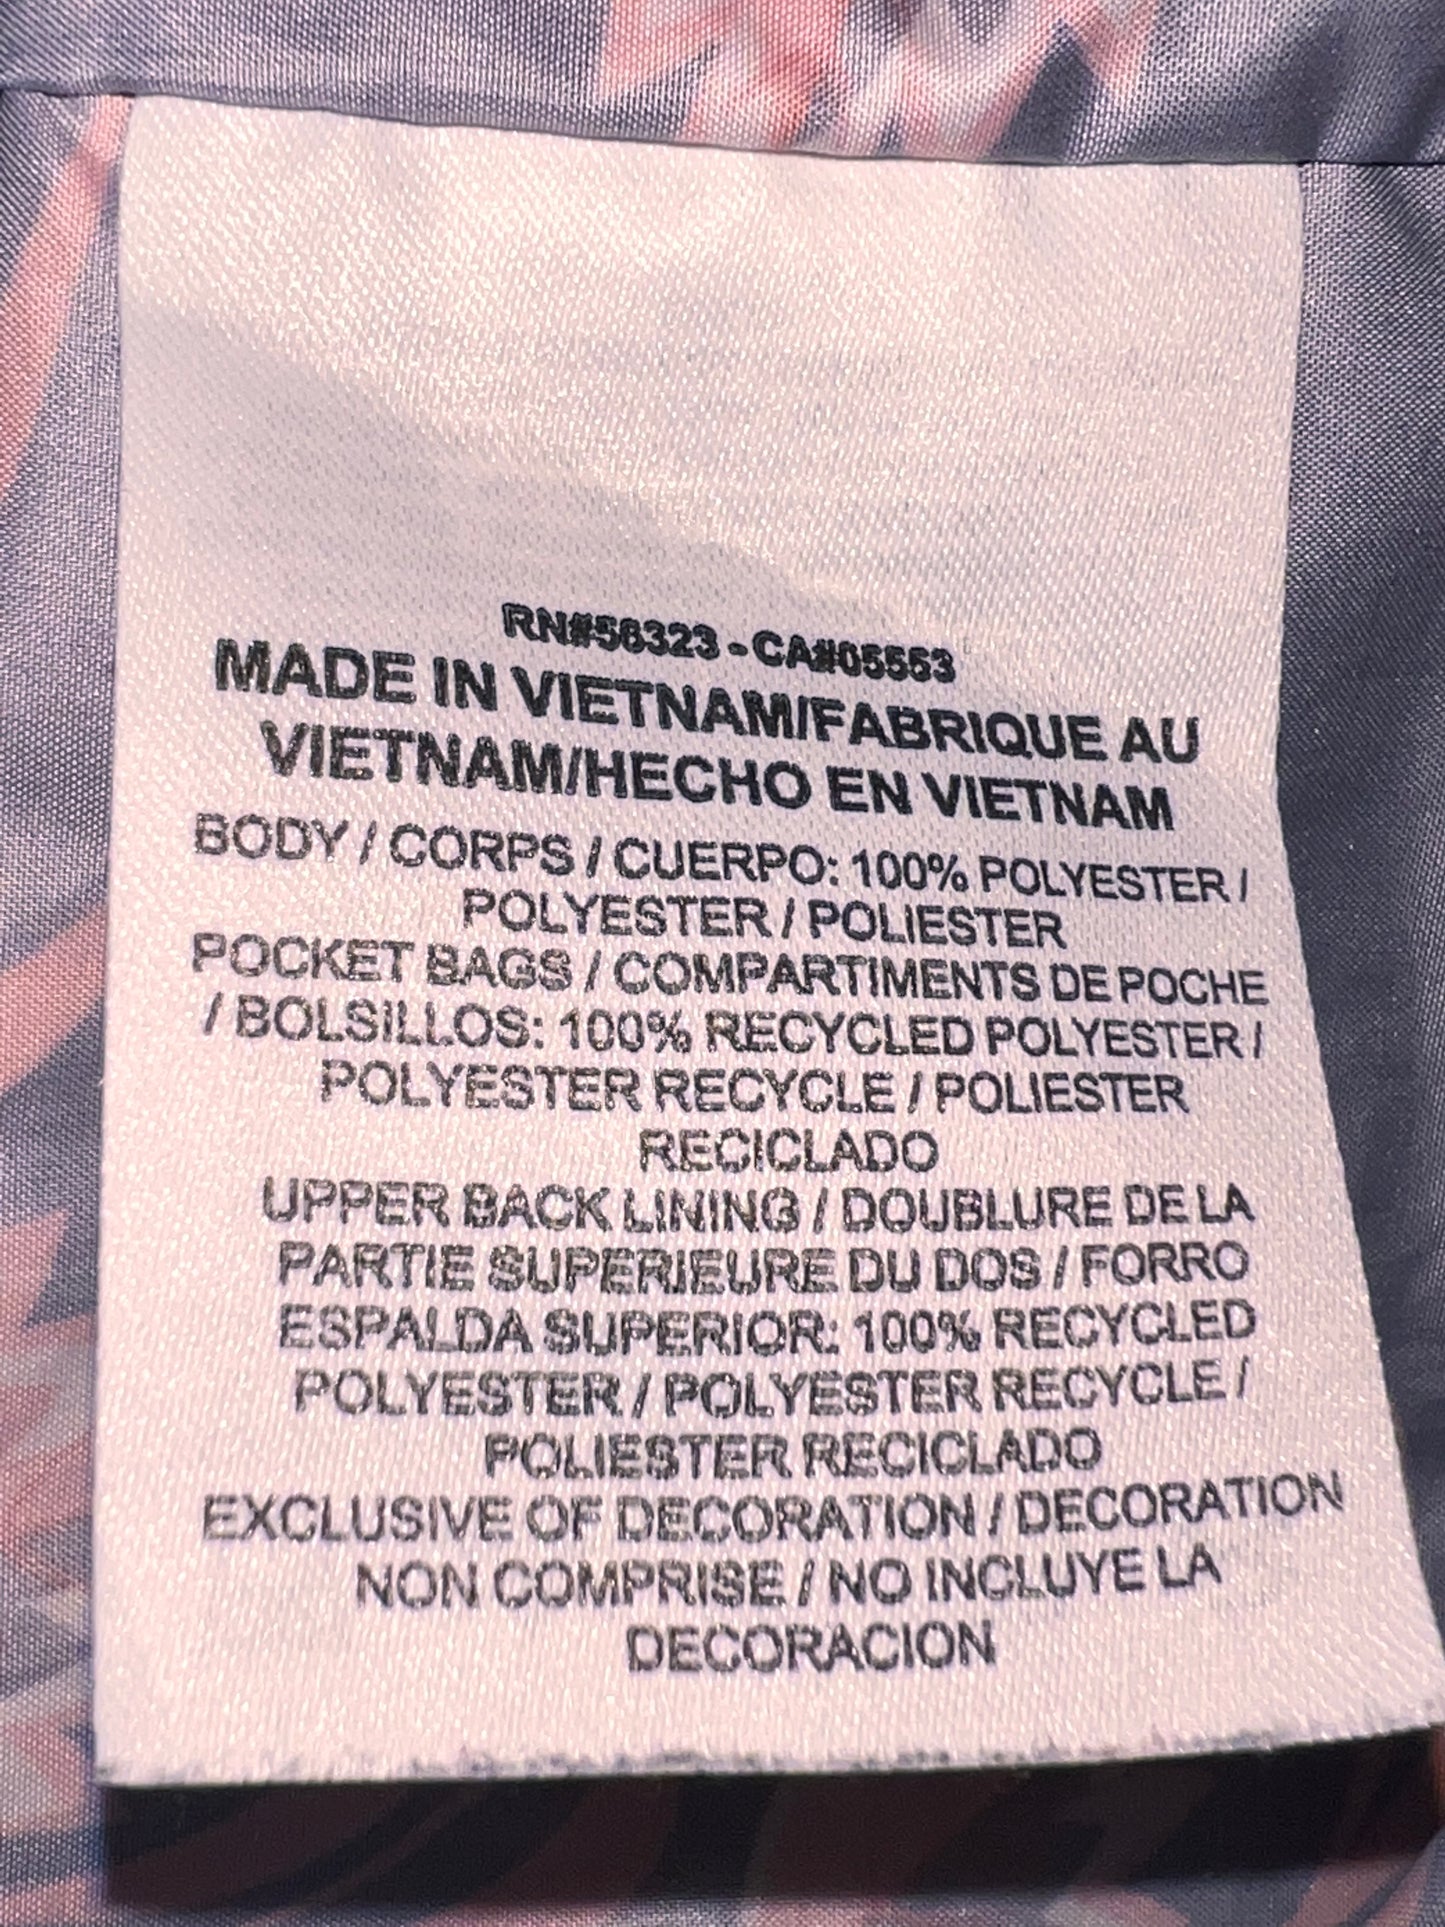 RN#56323 - CA#05553
MADE IN VIETNAM/FABRIQUE AU
VIETNAM/HECHO EN VIETNAM
BODY / CORPS / CUERPO: 100% POLYESTER /
POLYESTER / POLIESTER
POCKET BAGS / COMPARTIMENTS DE POCHE
/ BOLSILLOS: 100% RECYCLED POLYESTER /
POLYESTER RECYCLE / POLIESTER
RECICLADO
UPPER BACK LINING / DOUBLURE DE LA
PARTIE SUPERIEURE DU DOS / FORRO
ESPALDA SUPERIOR: 100% RECYCLED
POLYESTER / POLYESTER RECYCLE /
POLIESTER RECICLADO
EXCLUSIVE OF DECORATION / DECORATION
NON COMPRISE / NO INCLUYE LA
DECORACION